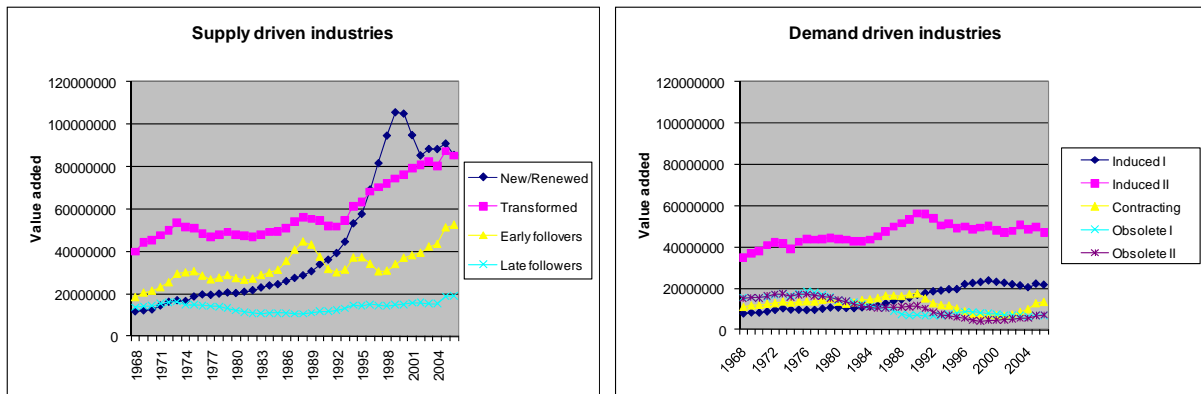 Supply driven industries
Value added
120000000
100000000
80000000
60000000
40000000
20000000
0
1968
1971
1974
1977
1980
1983
1986
1989
1992
1995
1998
2001
2004
New/Renewed
Transformed
Early follovers
Late followers
Demand driven industries
Value added
120000000
100000000
80000000
60000000
40000000
20000000
0
1968
1972
1976
1980
1984
1988
1992
1996
2000
2004
Induced I
Induced II
Contracting
Obsolete I
Obsolete II